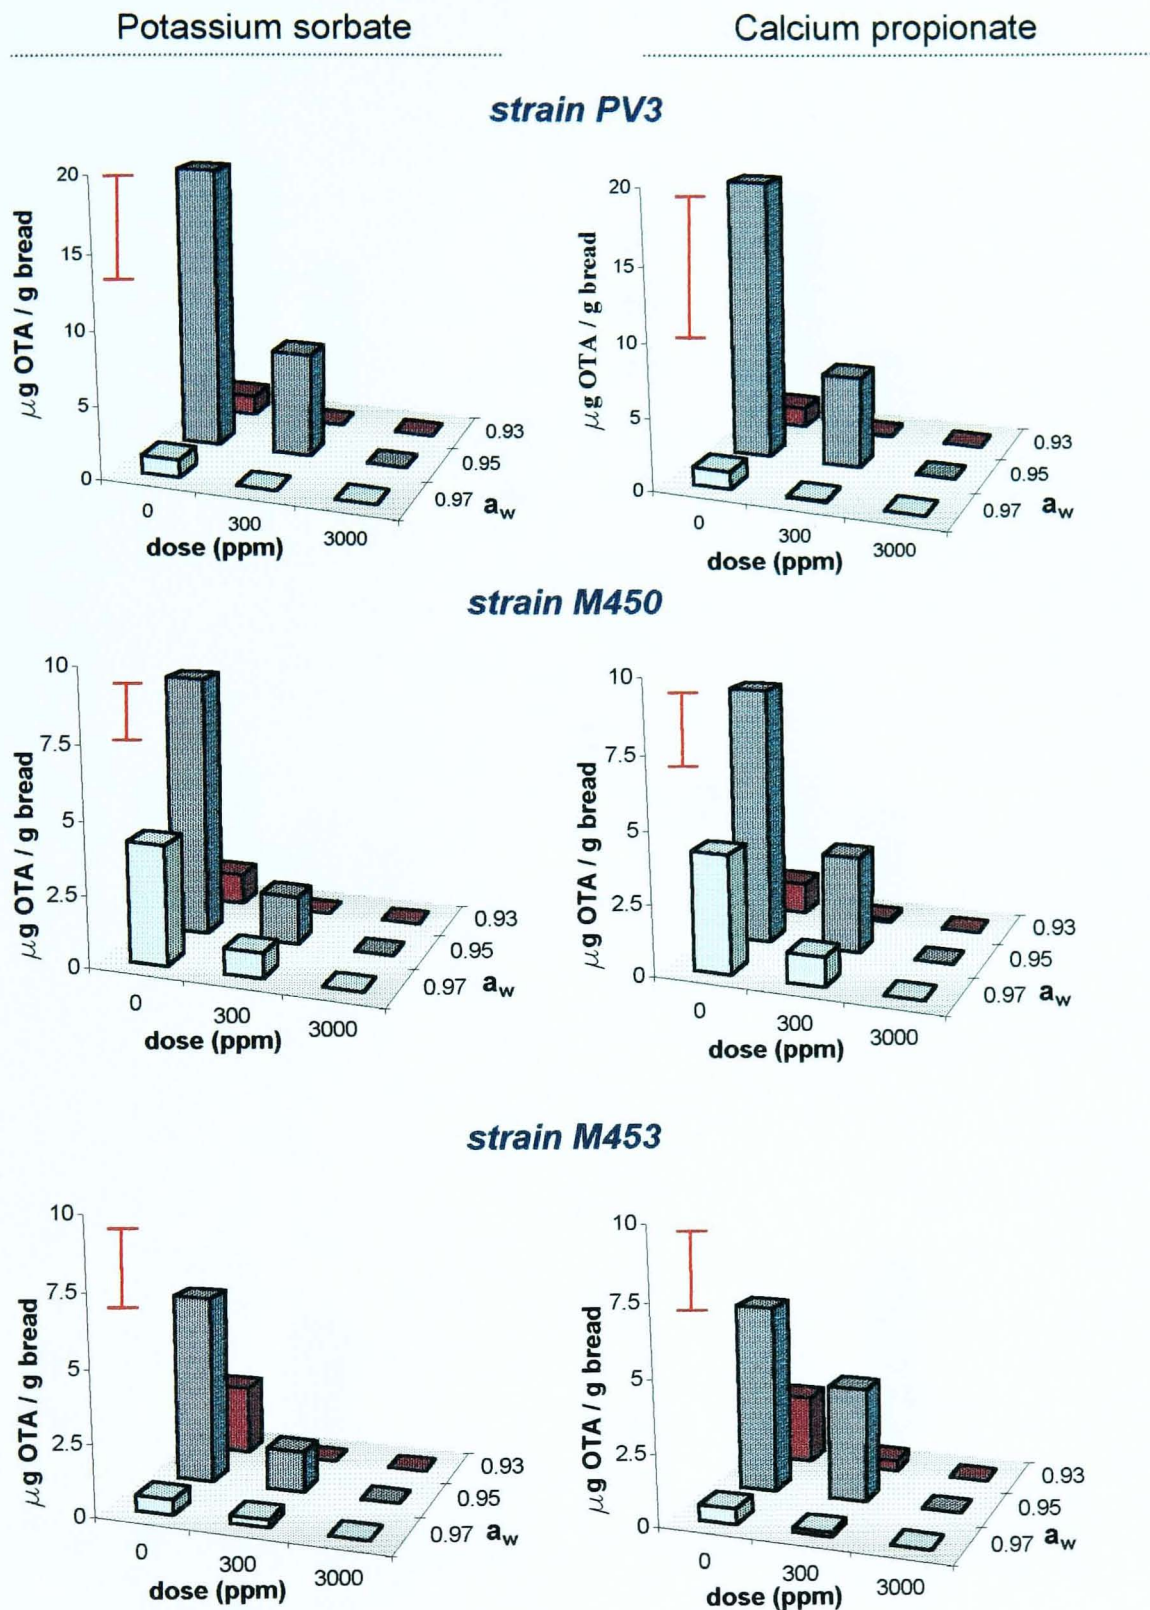 Potassium sorbate
Calcium propionate
strain PV3
20
15
10
5
0
μg OTA / g bread
0
300
3000
dose (ppm)
0.93
0.95
0.97 aw
20
15
10
5
0
μg OTA / g bread
0
300
3000
dose (ppm)
0.93
0.95
0.97 aw
strain M450
10
7.5
5
2.5
0
μg OTA / g bread
0
300
3000
dose (ppm)
0.93
0.95
0.97 aw
10
7.5
5
2.5
0
μg OTA / g bread
0
300
3000
dose (ppm)
0.93
0.95
0.97 aw
strain M453
10
7.5
5
2.5
0
μg OTA / g bread
0
300
3000
dose (ppm)
0.93
0.95
0.97 aw
10
7.5
5
2.5
0
μg OTA / g bread
0
300
3000
dose (ppm)
0.93
0.95
0.97 aw